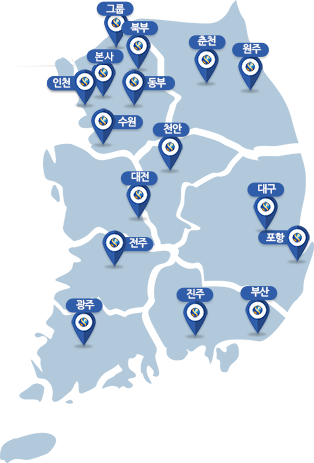 그룹
북부
본사
춘천
원주
인천
동부
수원
천안
대전
대구
전주
포항
진주
부산
광주